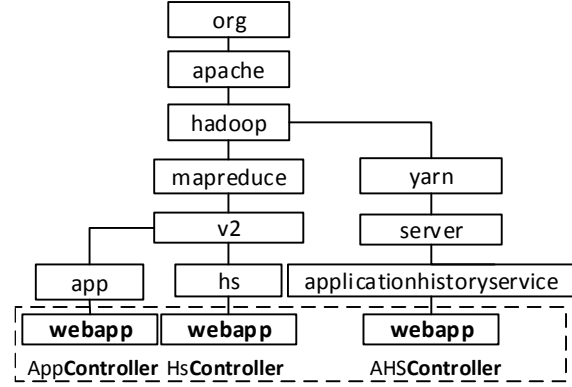 org
apache
hadoop
mapreduce yarn
v2 server
app hs applicationhistoryservice
webapp webapp webapp
AppController HsController AHSController